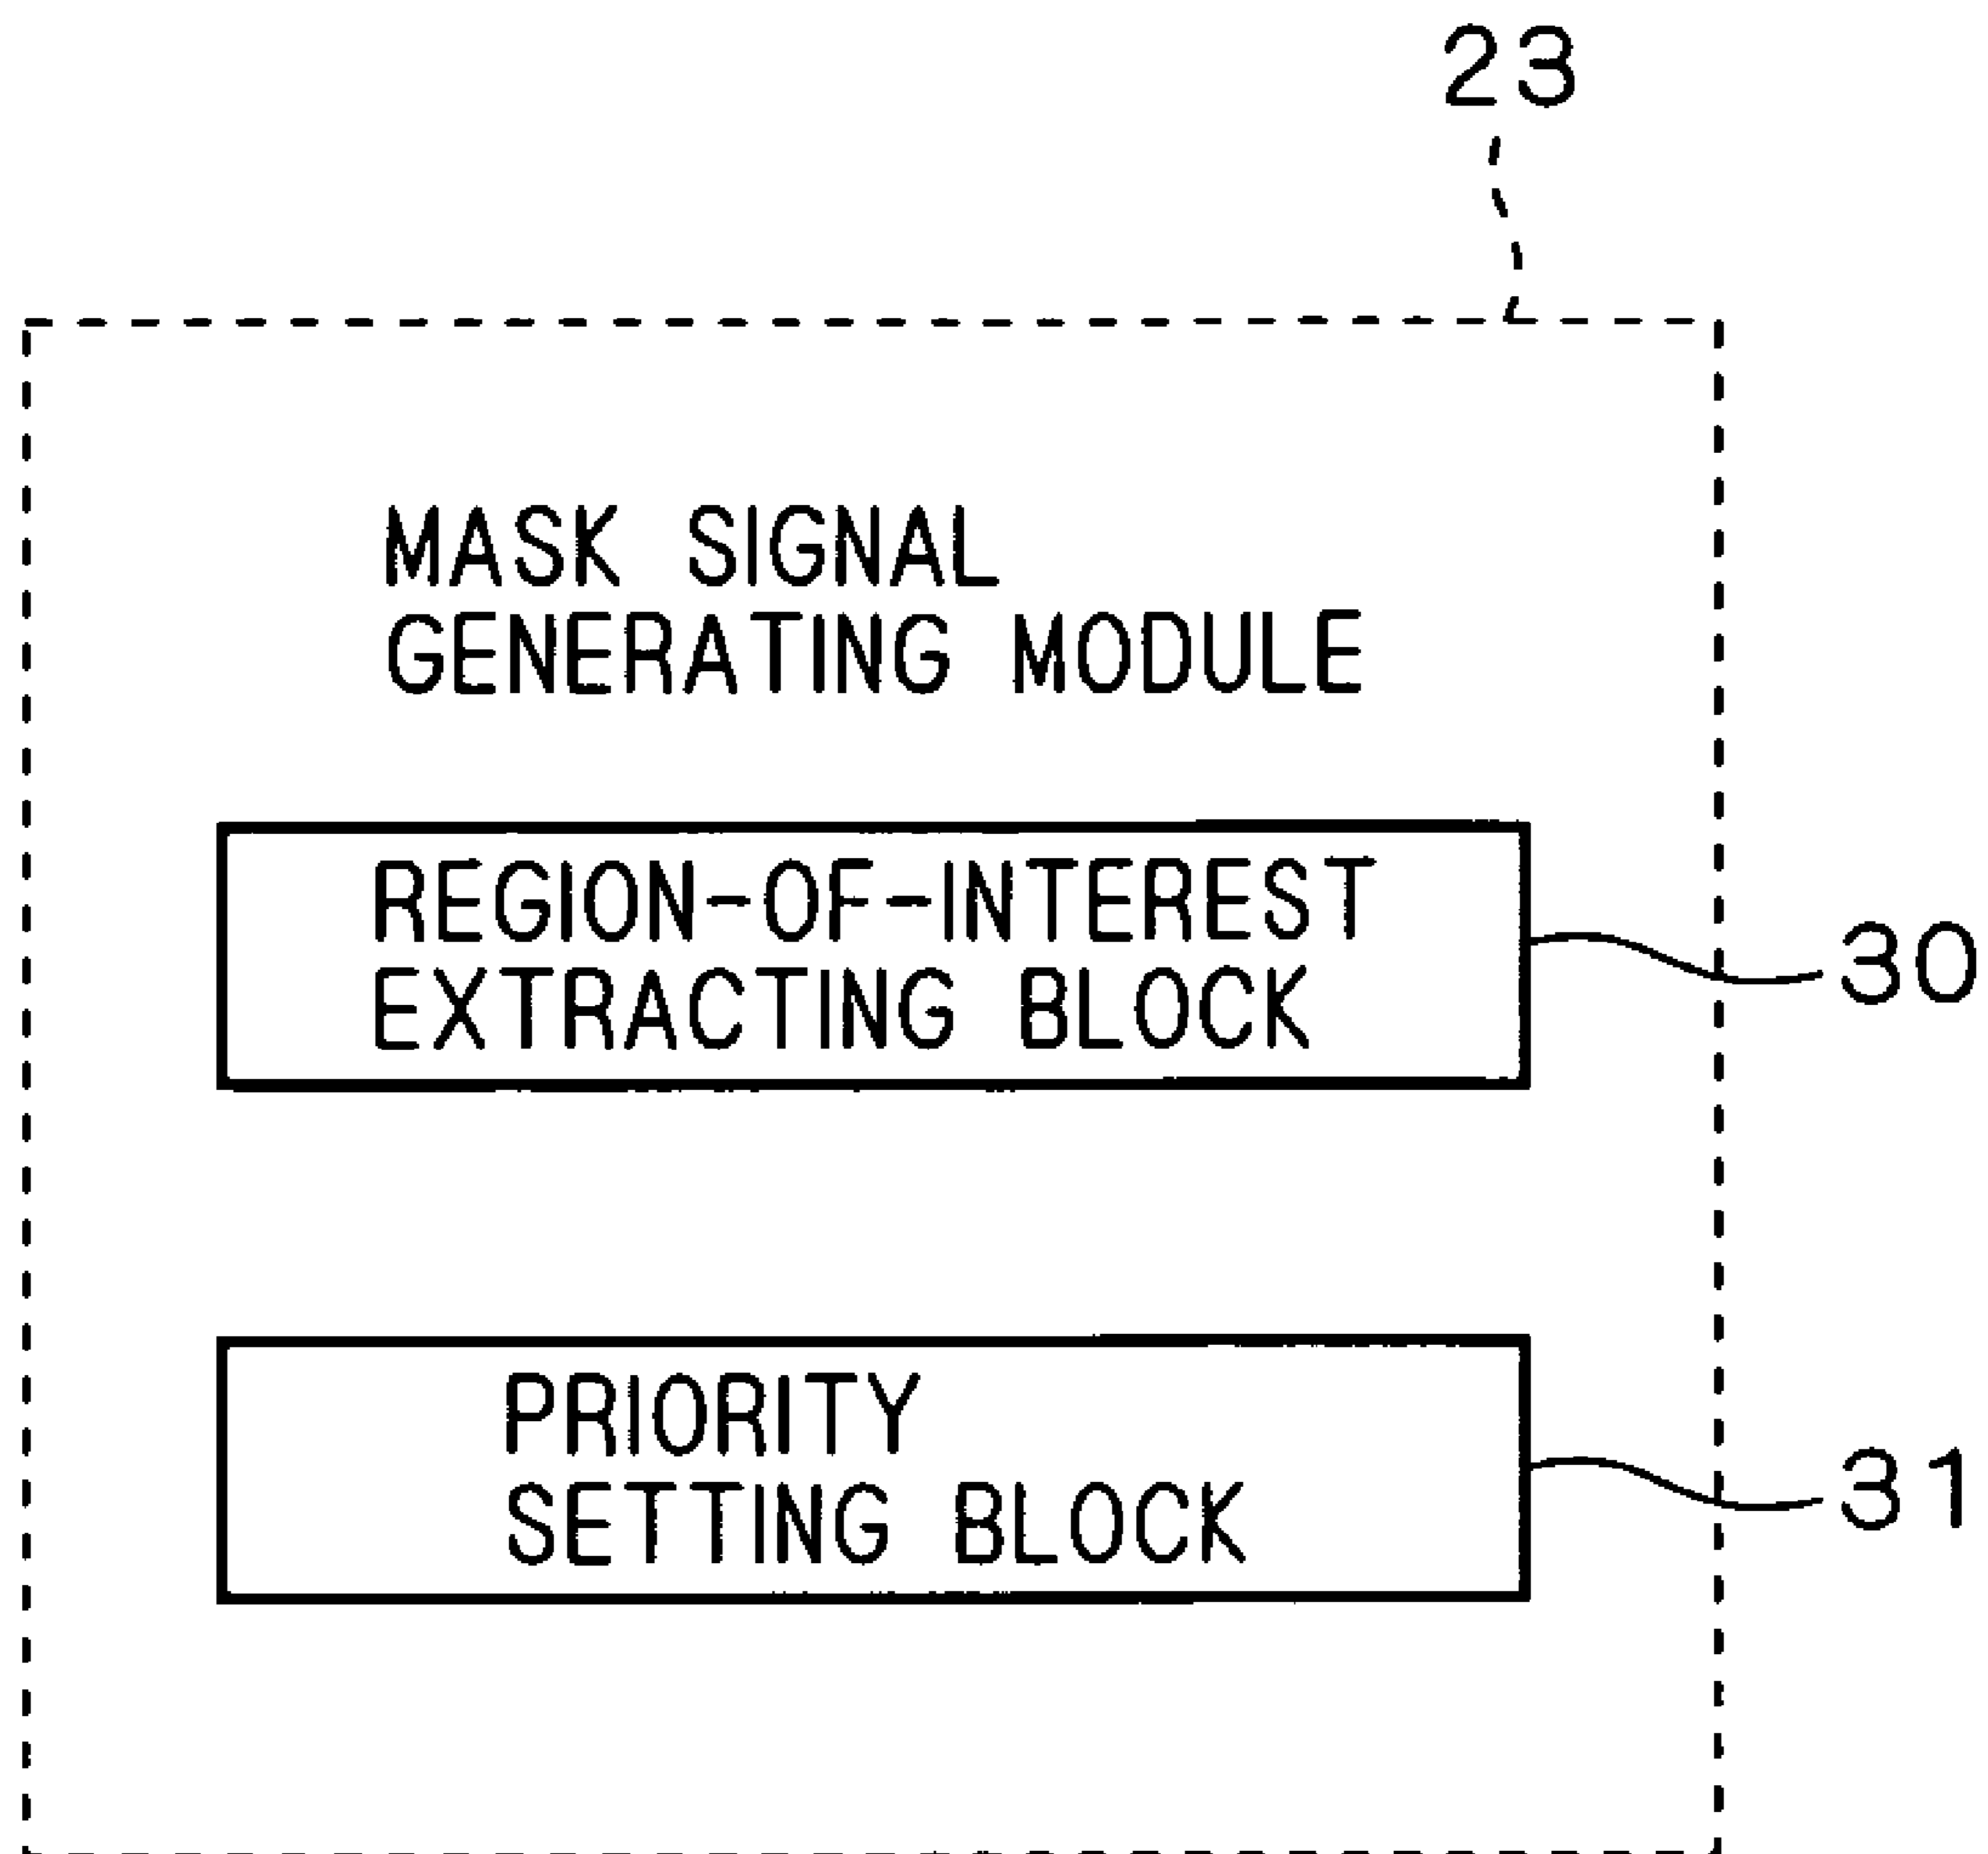 23
MASK SIGNAL
GENERATING MODULE
REGION-OF-INTEREST
EXTRACTING BLOCK
30
PRIORITY
SETTING BLOCK
31